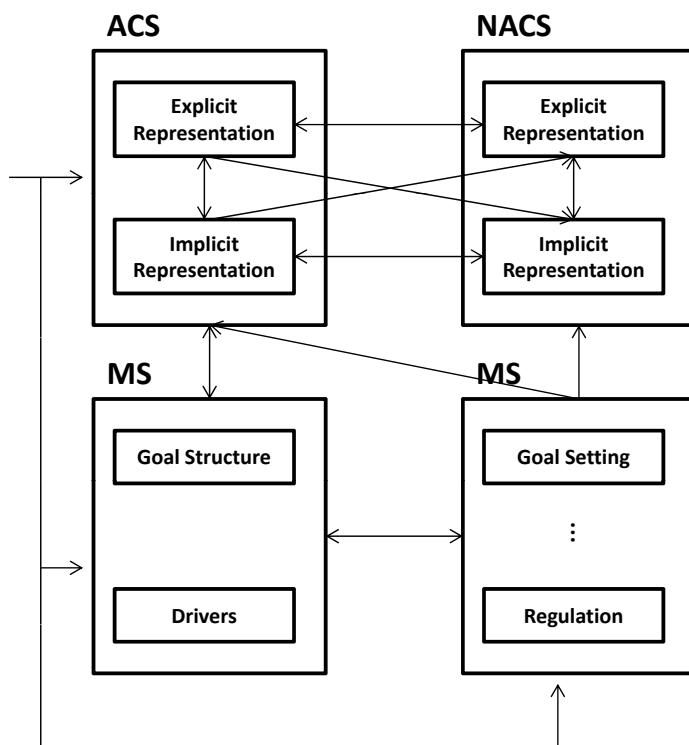 ACS
NACS
Explicit
Representation
Explicit
Representation
Implicit
Representation
Implicit
Representation
MS
MS
Goal Structure
Goal Setting
...
Drivers
Regulation